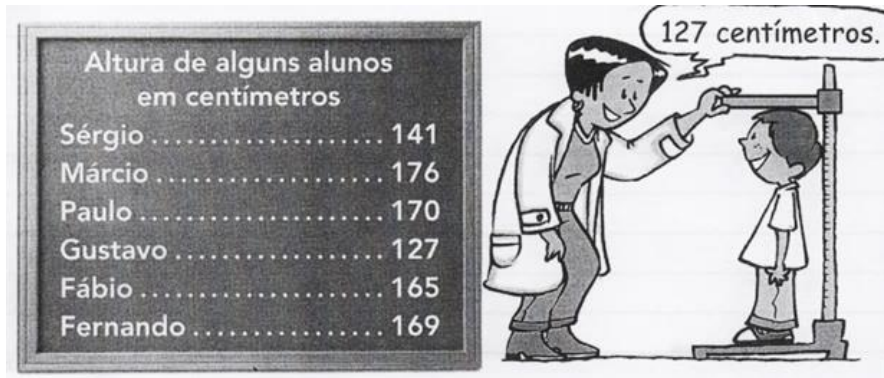 Altura de alguns alunos
em centímetros
Sérgio ..................... 141
Márcio .................... 176
Paulo ...................... 170
Gustavo ................... 127
Fábio ....................... 165
Fernando ................. 169
127 centímetros.